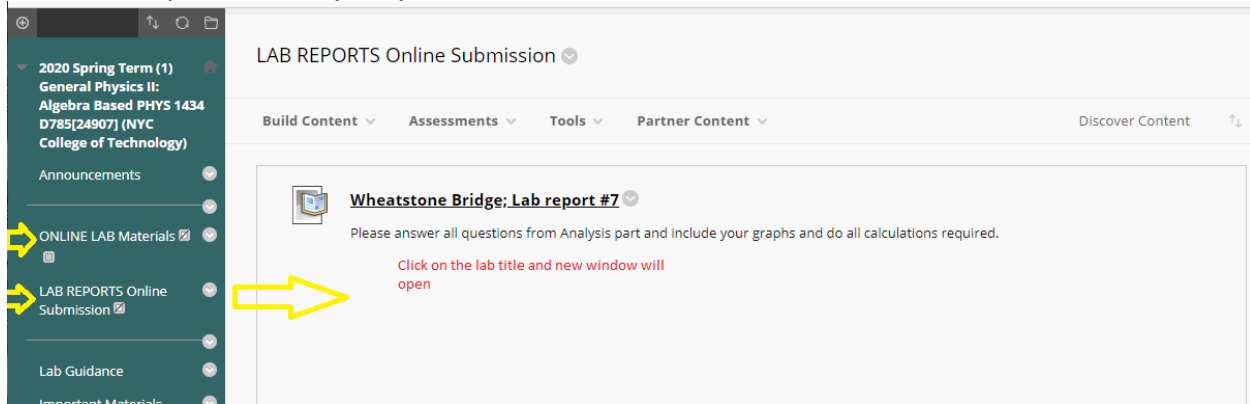 2020 Spring Term (1)
General Physics II:
Algebra Based PHYS 1434
D785[24907] (NYC
College of Technology)
Announcements
ONLINE LAB Materials
LAB REPORTS Online
Submission
Lab Guidance
Important Materials
LAB REPORTS Online Submission
Build Content Assessments Tools Partner Content Discover Content
Wheatstone Bridge; Lab report #7
Please answer all questions from Analysis part and include your graphs and do all calculations required.
Click on the lab title and new window will
open